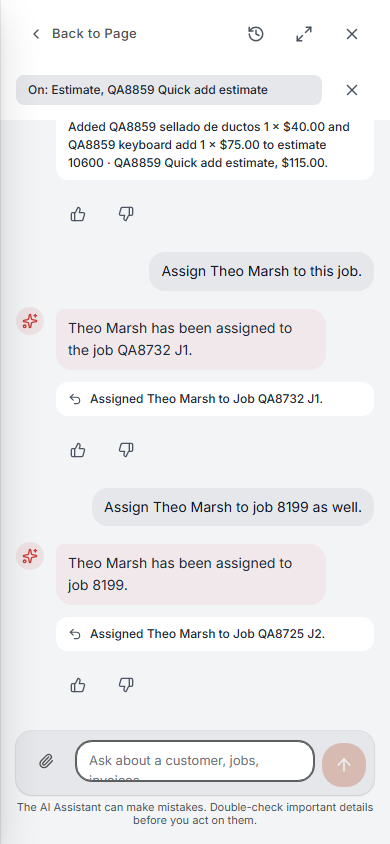 Back to Page
On: Estimate, QA8859 Quick add estimate
Added QA8859 sellado de ductos 1 × $40.00 and
QA8859 keyboard add 1 × $75.00 to estimate
10600 · QA8859 Quick add estimate, $115.00.
Assign Theo Marsh to this job.
Theo Marsh has been assigned to
the job QA8732 J1.
Assigned Theo Marsh to Job QA8732 J1.
Assign Theo Marsh to job 8199 as well.
Theo Marsh has been assigned to
job 8199.
Assigned Theo Marsh to Job QA8725 J2.
Ask about a customer, jobs,
invoices
The AI Assistant can make mistakes. Double-check important details
before you act on them.